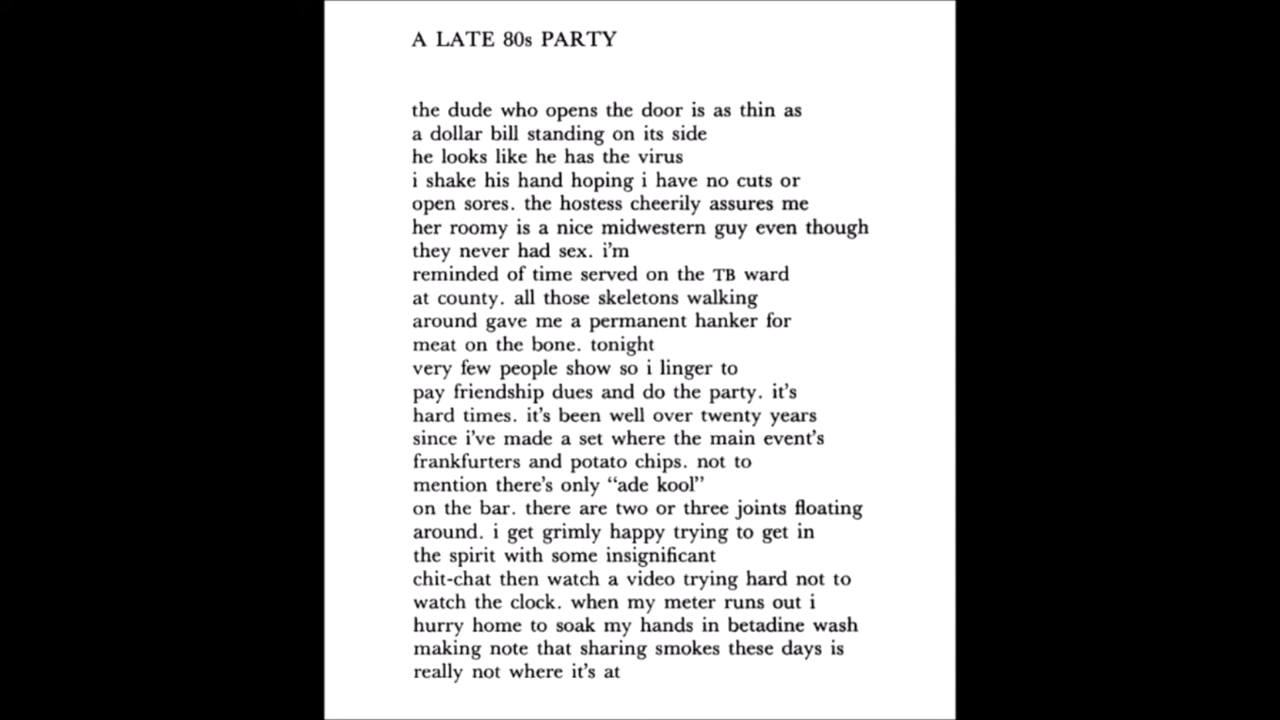 A LATE 80s PARTY
the dude who opens the door is as thin as
a dollar bill standing on its side
he looks like he has the virus
i shake his hand hoping i have no cuts or
open sores. the hostess cheerily assures me
her roomy is a nice midwestern guy even though
they never had sex. i'm
reminded of time served on the TB ward
at county. all those skeletons walking
around gave me a permanent hanker for
meat on the bone. tonight
very few people show so i linger to
pay friendship dues and do the party. it's
hard times. it's been well over twenty years
since i've made a set where the main event's
frankfurters and potato chips. not to
mention there's only “ade kool”
on the bar. there are two or three joints floating
around. i get grimly happy trying to get in
the spirit with some insignificant
chit-chat then watch a video trying hard not to
watch the clock. when my meter runs out i
hurry home to soak my hands in betadine wash
making note that sharing smokes these days is
really not where it's at